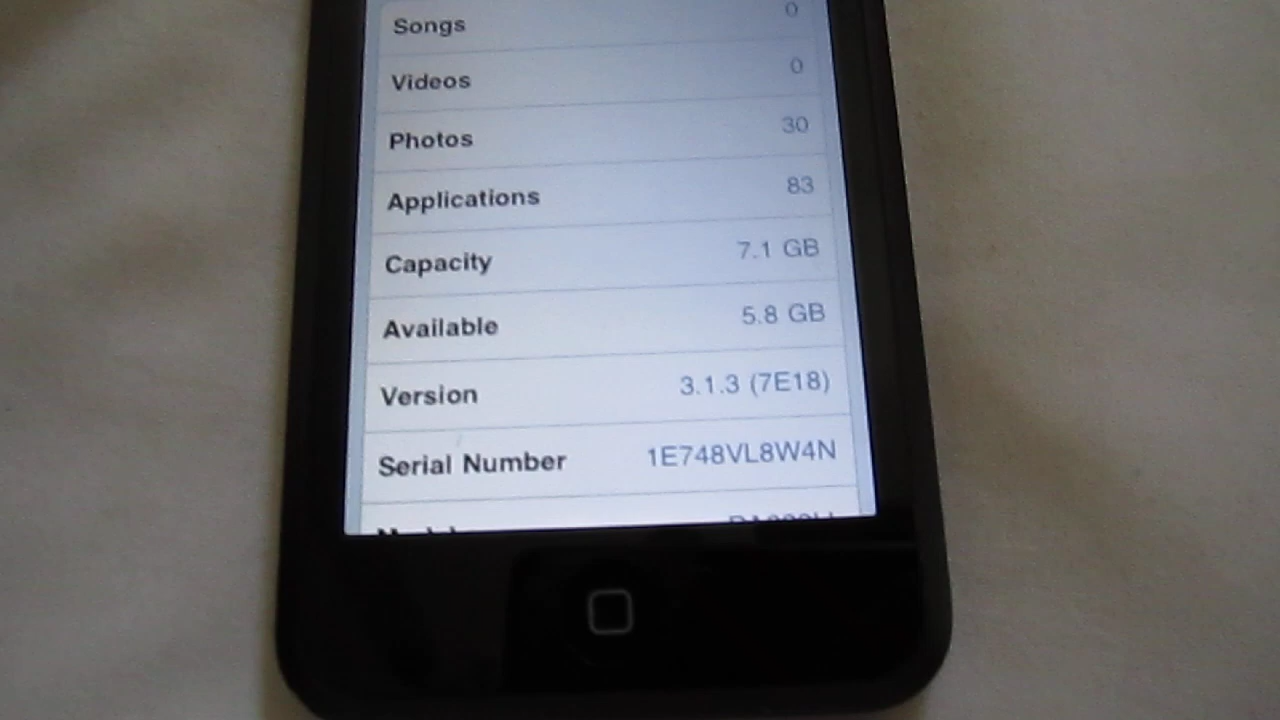 Songs 0
Videos 0
Photos 30
Applications 83
Capacity 7.1 GB
Available 5.8 GB
Version 3.1.3 (7E18)
Serial Number 1E748VL8W4N